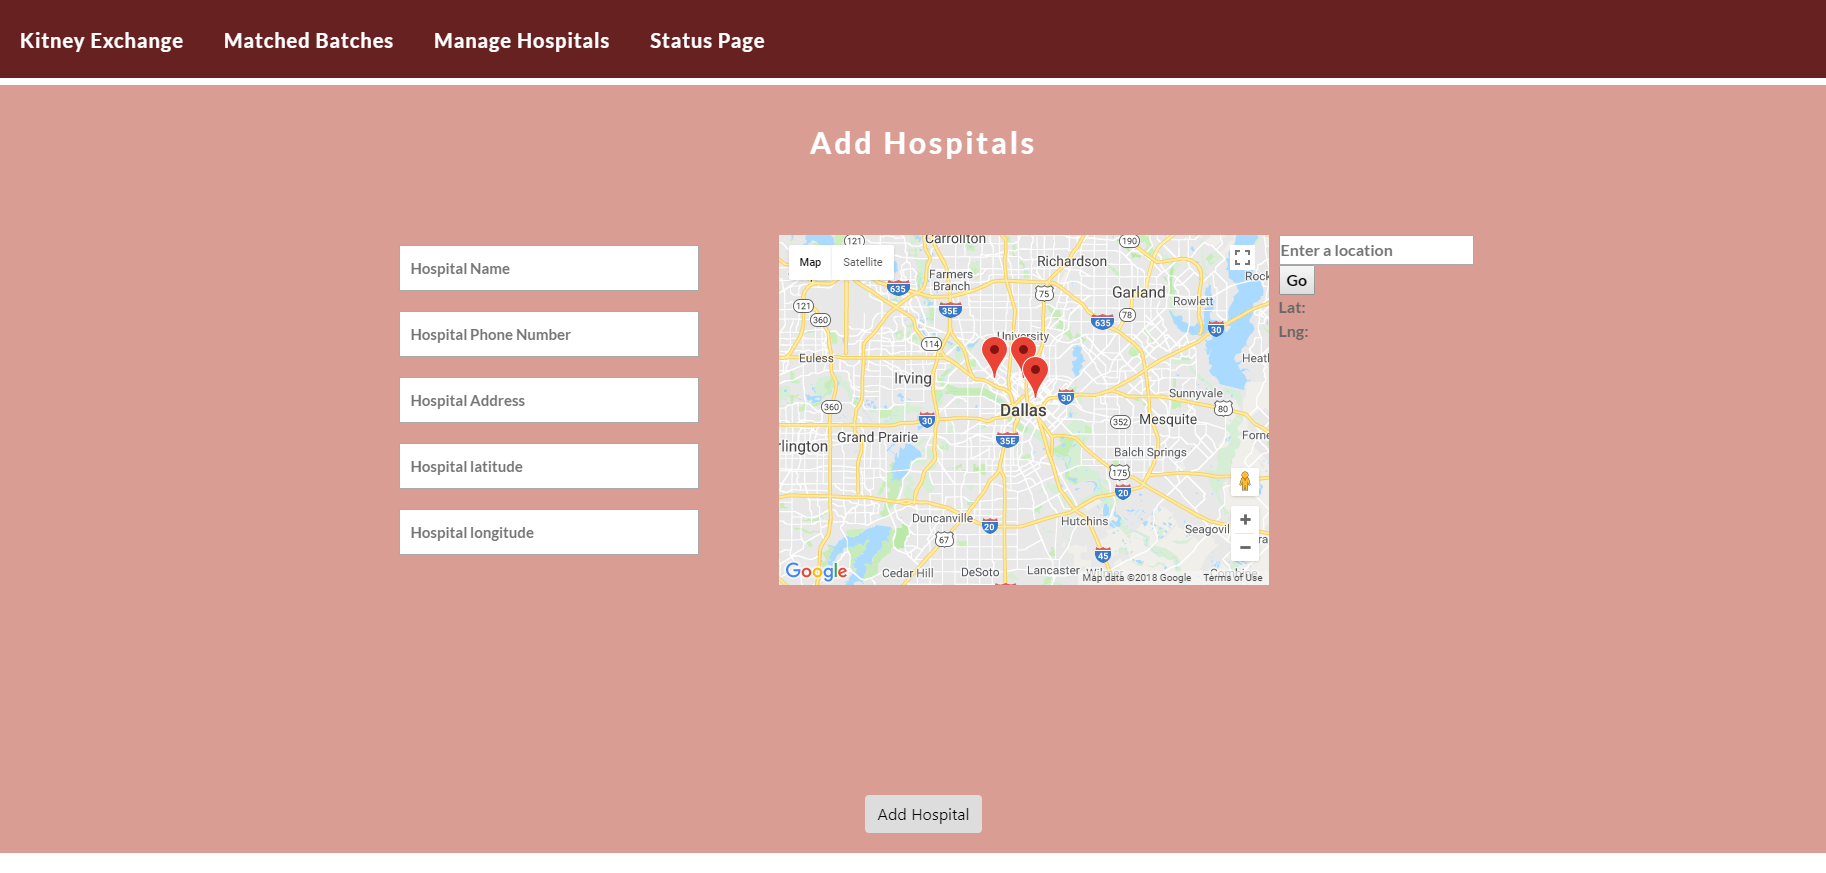 Kitney Exchange Matched Batches Manage Hospitals Status Page
Add Hospitals
Hospital Name
Hospital Phone Number
Hospital Address
Hospital latitude
Hospital longitude
Map Satellite
121
Carrollton
190
Richardson
Farmers
Branch
Rock
635
75
Garland
Rowlett
121
360
35E
78
635
30
University
114
Euless
Irving
Heath
Sunnyvale
30
360
Dallas
80
30
352
Mesquite
Grand Prairie
35E
Forne
lington
Balch Springs
175
20
Duncanville
20
Hutchins
Seagovil
67
45
Cedar Hill
DeSoto
Lancaster
Wilmer
Combine
Google
Map data ©2018 Google Terms of Use
Enter a location
Go
Lat:
Lng:
Add Hospital